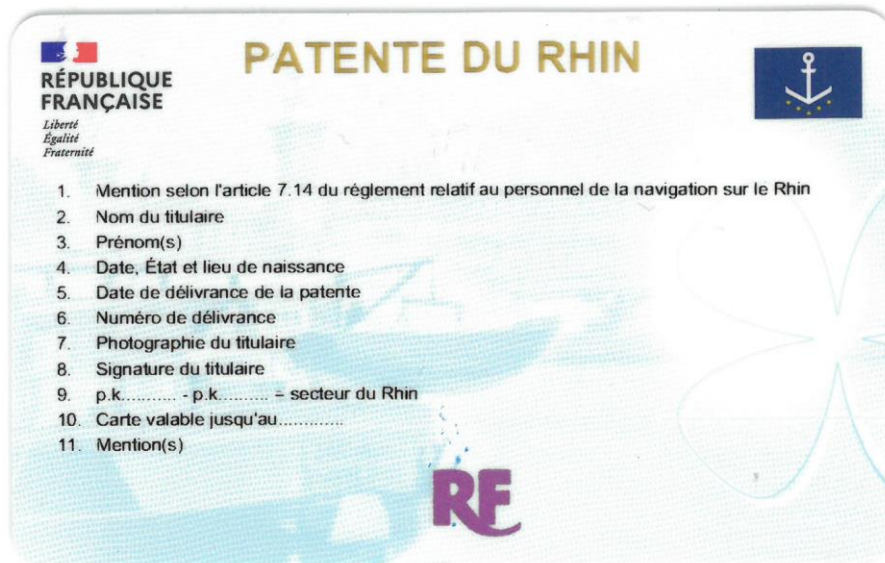 PATENTE DU RHIN
RÉPUBLIQUE
FRANÇAISE
Liberté
Égalité
Fraternité
1. Mention selon l'article 7.14 du réglement relatif au personnel de la navigation sur le Rhin
2. Nom du titulaire
3. Prénom(s)
4. Date, État et lieu de naissance
5. Date de délivrance de la patente
6. Numéro de délivrance
7. Photographie du titulaire
8. Signature du titulaire
9. p.k........... - p.k.......... = secteur du Rhin
10. Carte valable jusqu'au.............
11. Mention(s)
RF